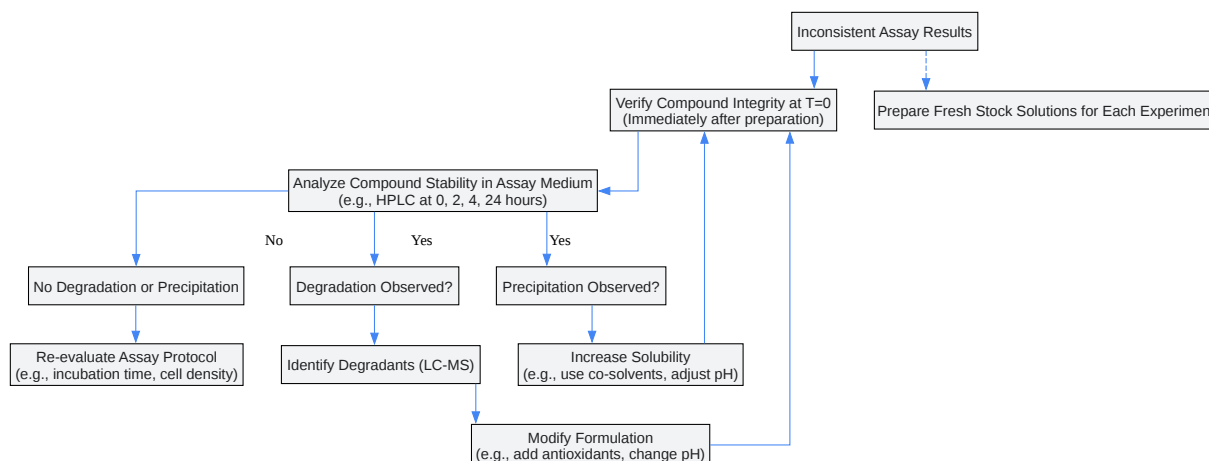 Inconsistent Assay Results
Verify Compound Integrity at T=0
(Immediately after preparation)
Prepare Fresh Stock Solutions for Each Experimen
Analyze Compound Stability in Assay Medium
(e.g., HPLC at 0, 2, 4, 24 hours)
No
Yes
Yes
No Degradation or Precipitation
Degradation Observed?
Precipitation Observed?
Re-evaluate Assay Protocol
(e.g., incubation time, cell density)
Identify Degradants (LC-MS)
Increase Solubility
(e.g., use co-solvents, adjust pH)
Modify Formulation
(e.g., add antioxidants, change pH)